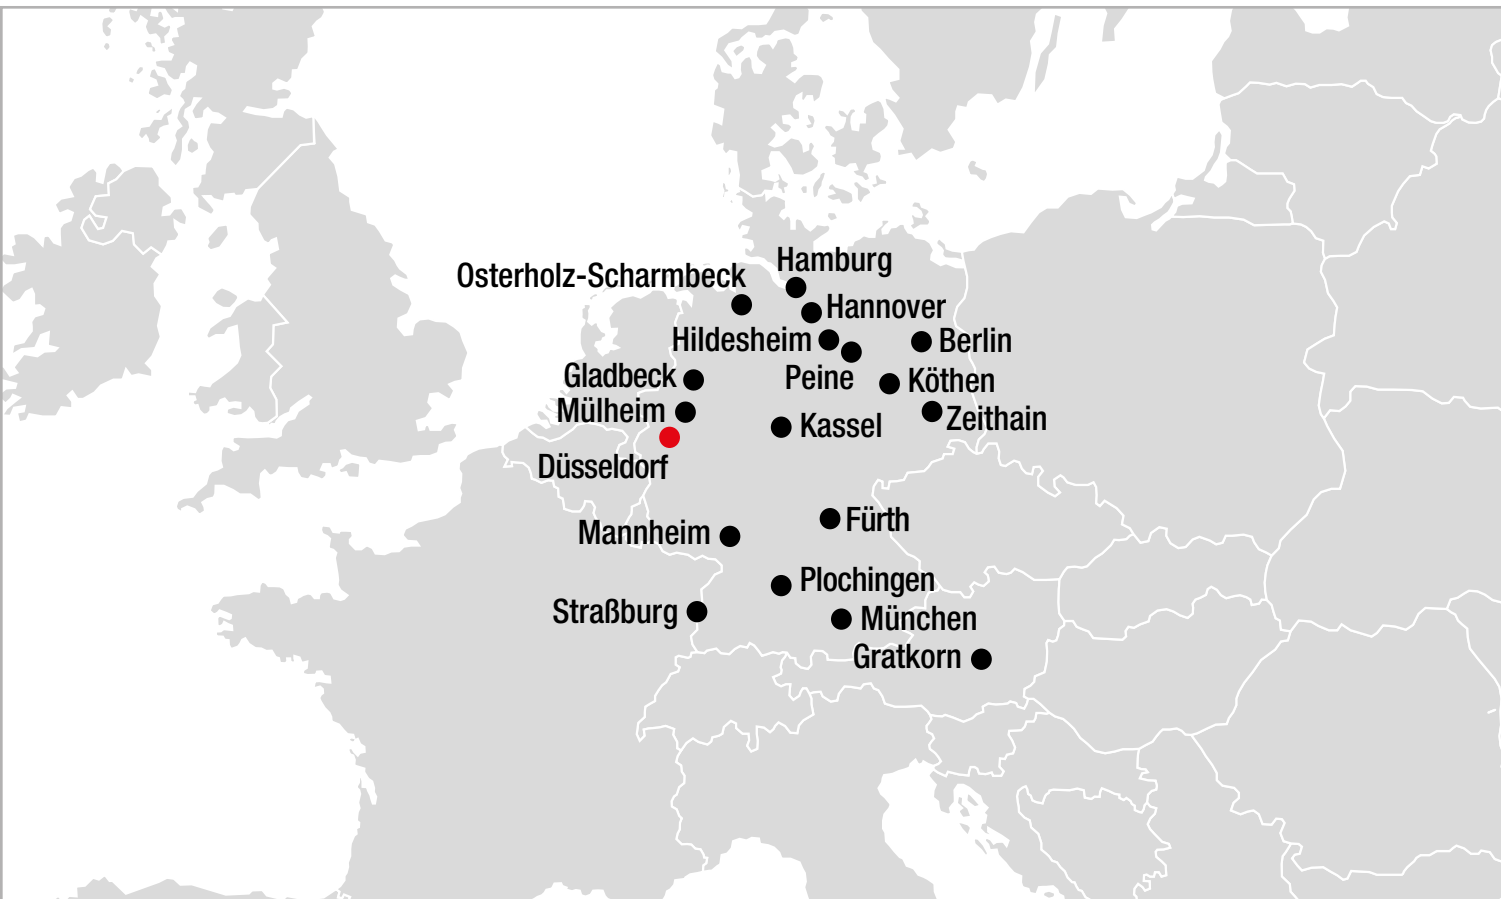 Hamburg
Osterholz-Scharmbeck
Hannover
Hildesheim
Berlin
Gladbeck
Peine
Köthen
Mülheim
Zeithain
Kassel
Düsseldorf
Fürth
Mannheim
Plochingen
Straßburg
München
Gratkorn